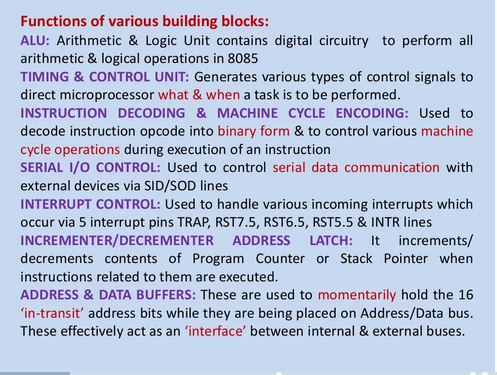 Functions of various building blocks:
ALU: Arithmetic & Logic Unit contains digital circuitry to perform all
arithmetic & logical operations in 8085
TIMING & CONTROL UNIT: Generates various types of control signals to
direct microprocessor what & when a task is to be performed.
INSTRUCTION DECODING & MACHINE CYCLE ENCODING: Used to
decode instruction opcode into binary form & to control various machine
cycle operations during execution of an instruction
SERIAL I/O CONTROL: Used to control serial data communication with
external devices via SID/SOD lines
INTERRUPT CONTROL: Used to handle various incoming interrupts which
occur via 5 interrupt pins TRAP, RST7.5, RST6.5, RST5.5 & INTR lines
INCREMENTER/DECREMENTER ADDRESS LATCH: It increments/
decrements contents of Program Counter or Stack Pointer when
instructions related to them are executed.
ADDRESS & DATA BUFFERS: These are used to momentarily hold the 16
‘in-transit’ address bits while they are being placed on Address/Data bus.
These effectively act as an ‘interface’ between internal & external buses.